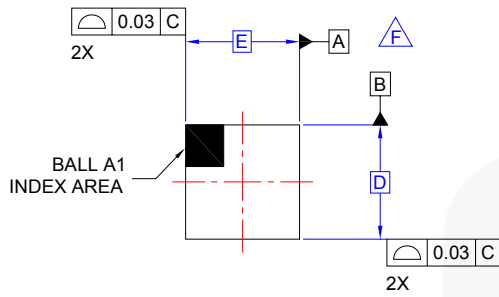 ⌓ 0.03 C
2X
E
A
F
B
BALL A1
INDEX AREA
D
⌓ 0.03 C
2X